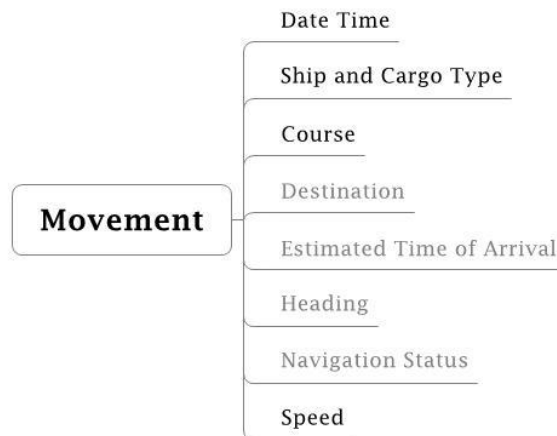 Date Time
Ship and Cargo Type
Course
Movement
Destination
Estimated Time of Arrival
Heading
Navigation Status
Speed